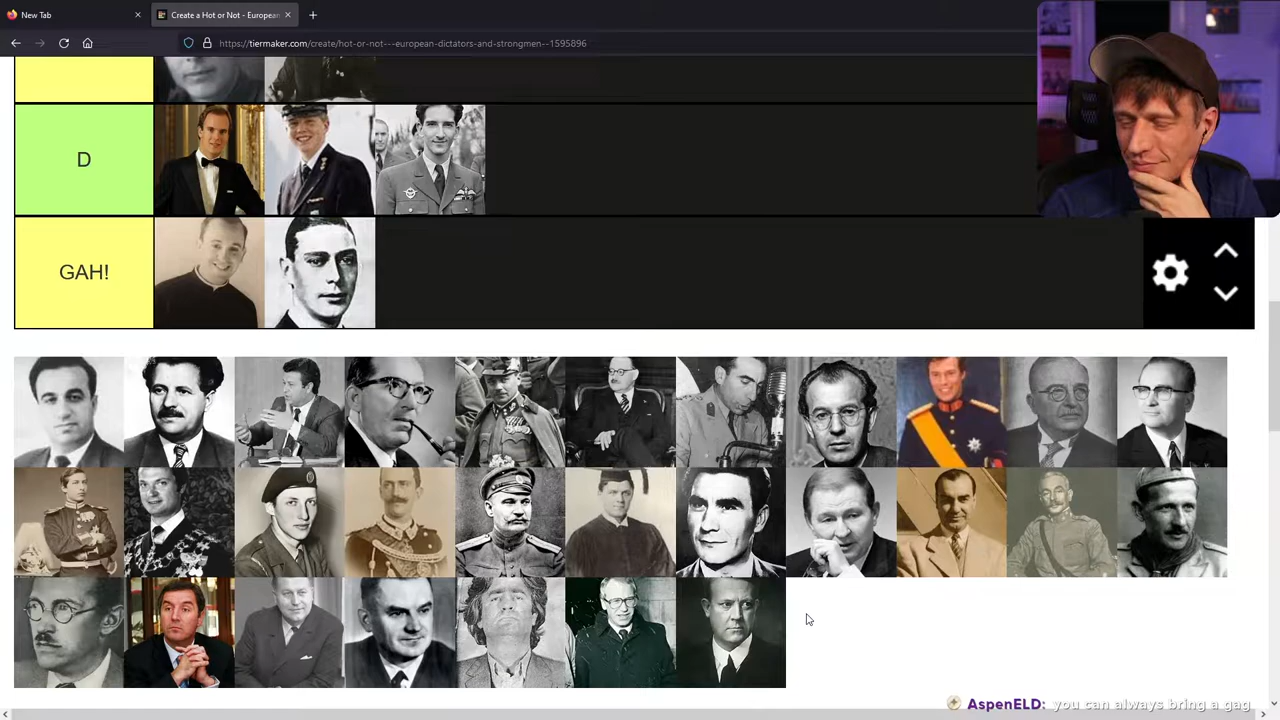 New Tab
Create a Hot or Not - European
https://tiermaker.com/create/hot-or-not---european-dictators-and-strongmen--1595896
D
GAH!
AspenELD: you can always bring a gag